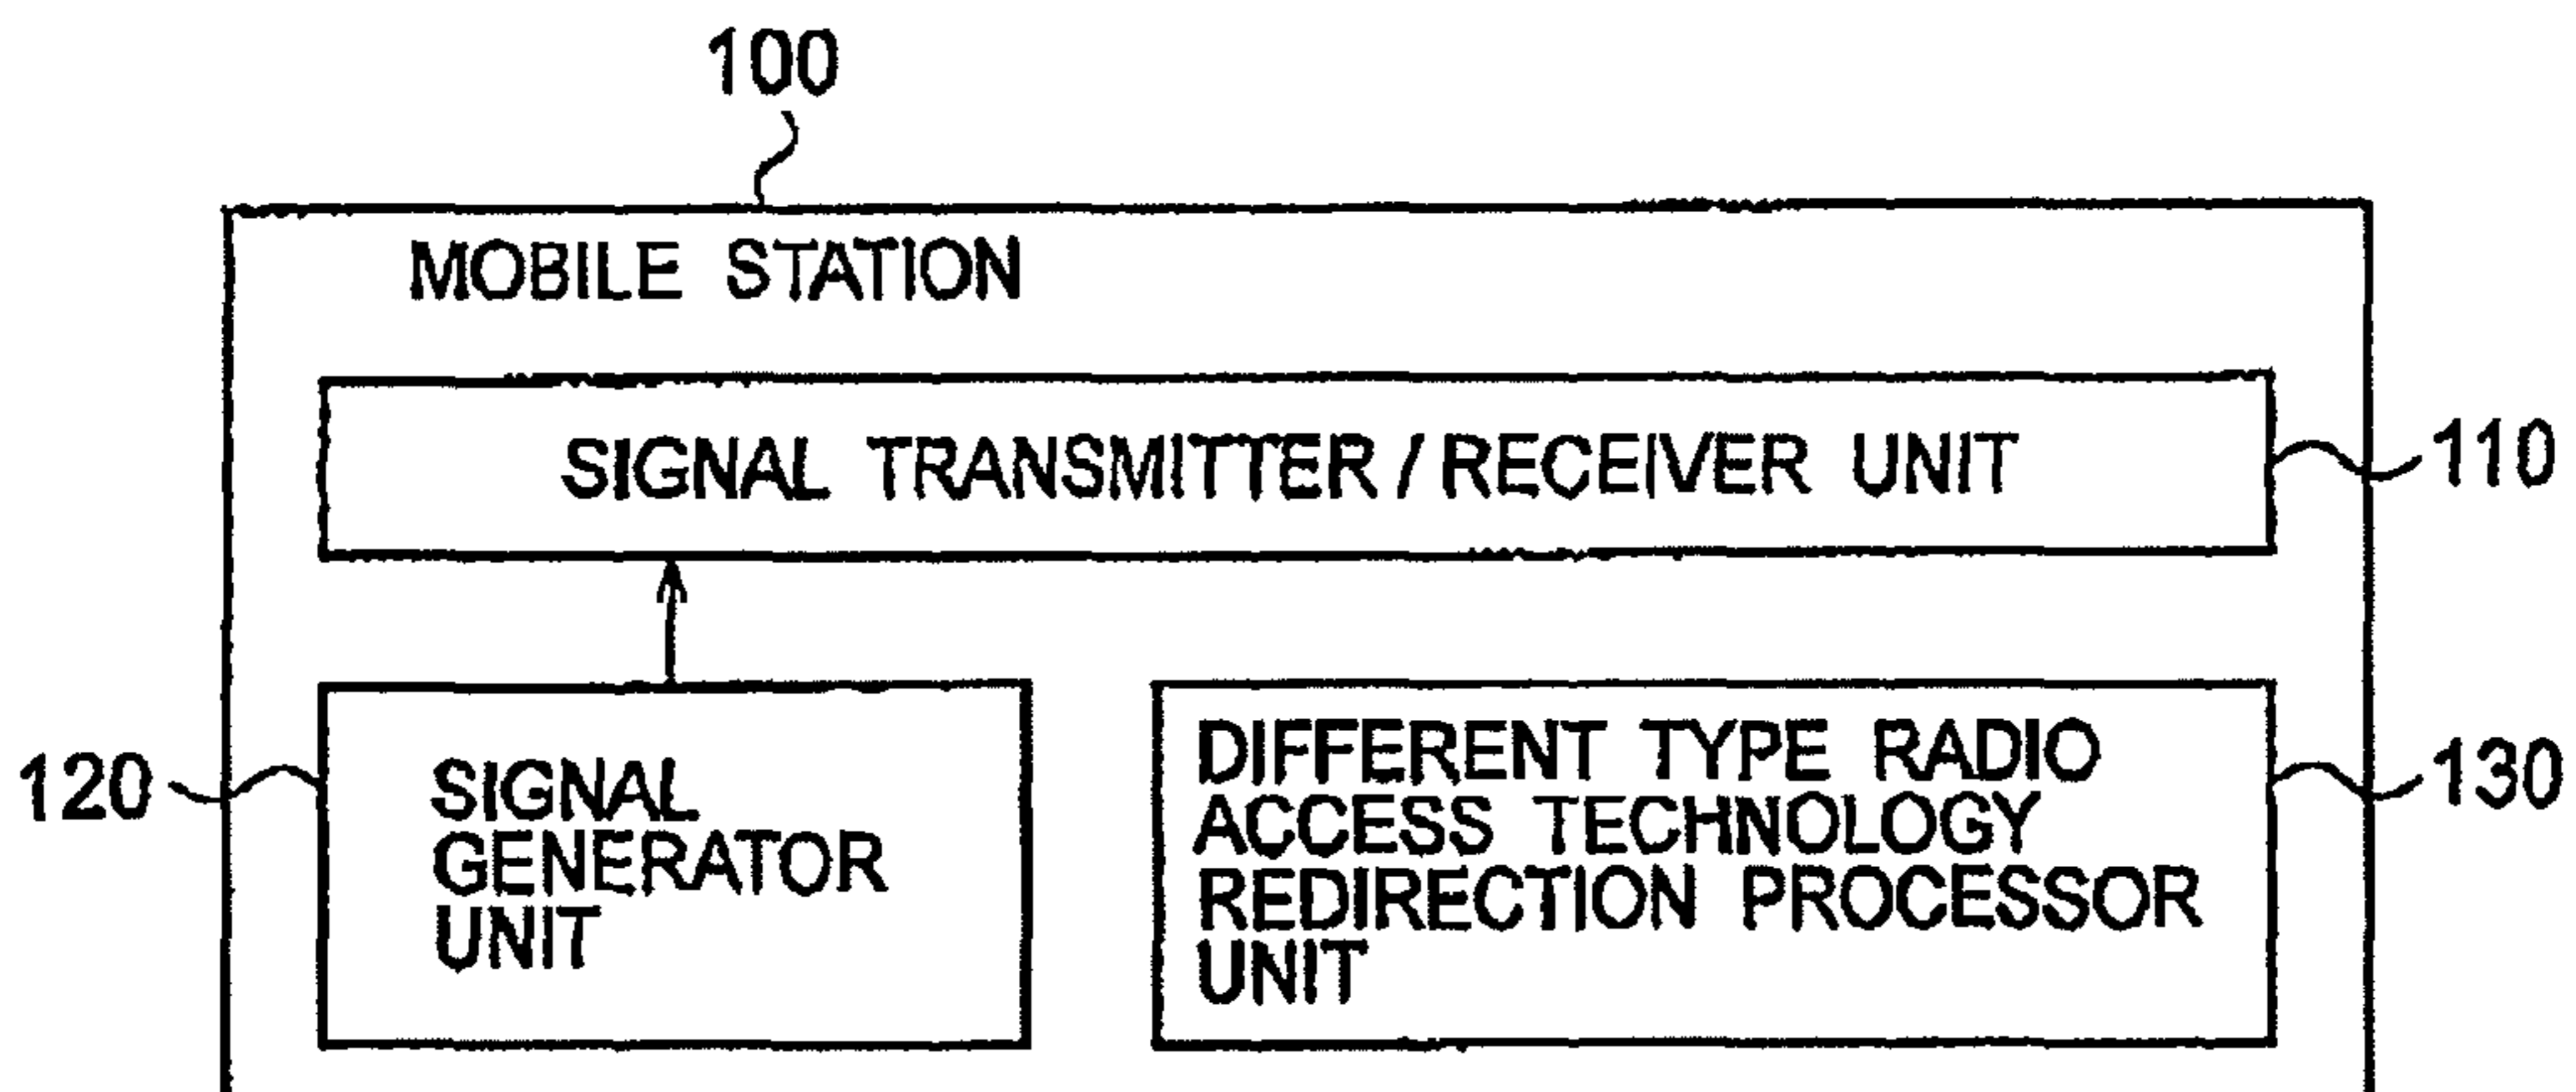 100
MOBILE STATION
SIGNAL TRANSMITTER / RECEIVER UNIT
110
120
SIGNAL
GENERATOR
UNIT
DIFFERENT TYPE RADIO
ACCESS TECHNOLOGY
REDIRECTION PROCESSOR
UNIT
130